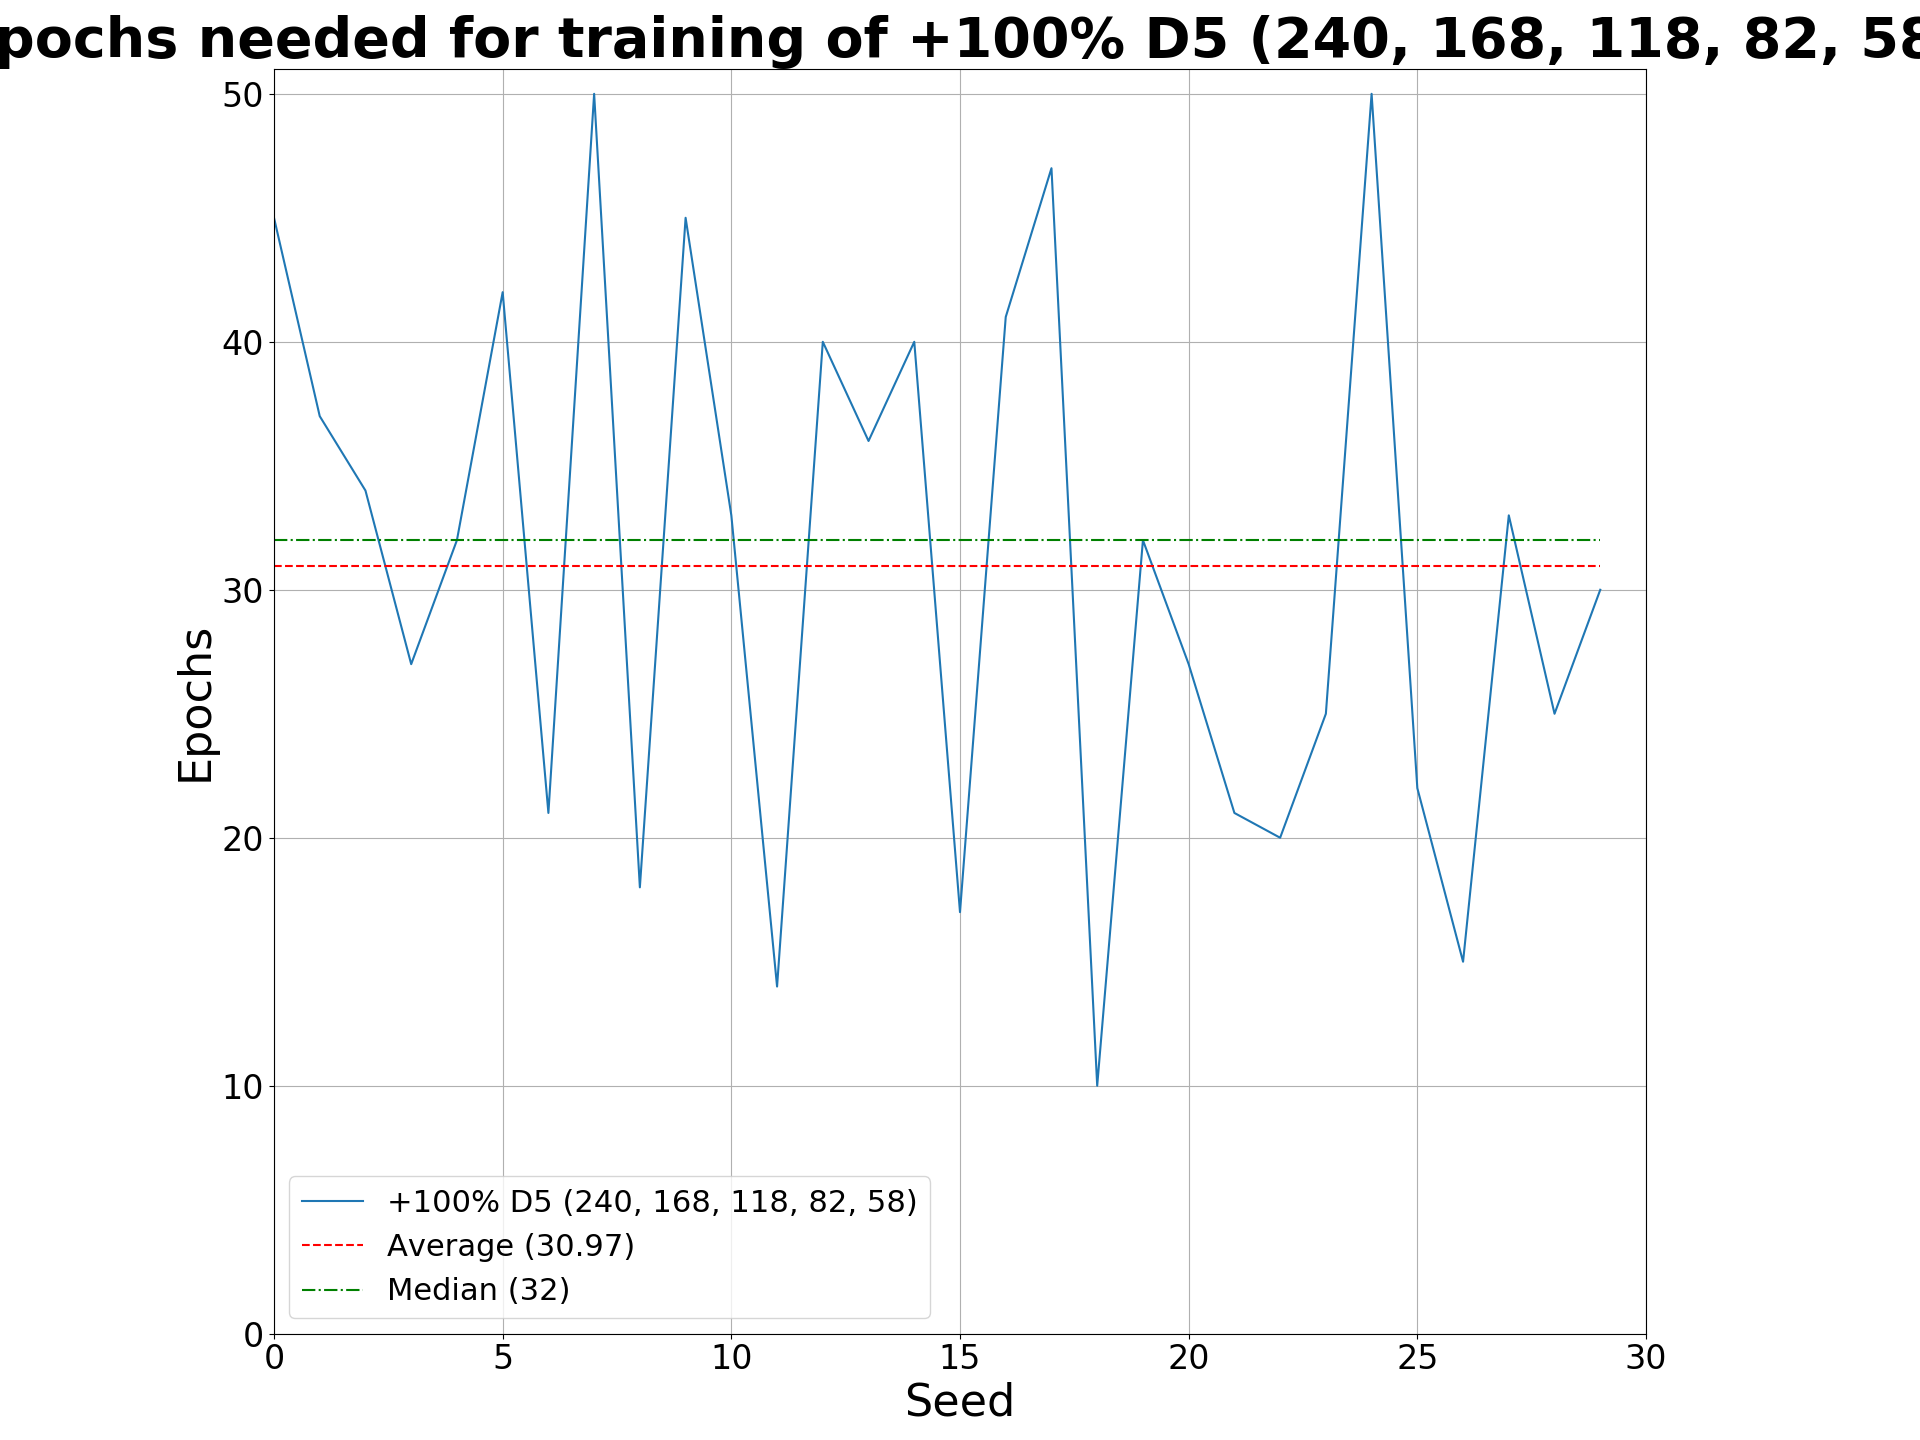 pochs needed for training of +100% D5 (240, 168, 118, 82, 58
50
40
30
20
10
0
Epochs
+100% D5 (240, 168, 118, 82, 58)
Average (30.97)
Median (32)
0 5 10 15 20 25 30
Seed